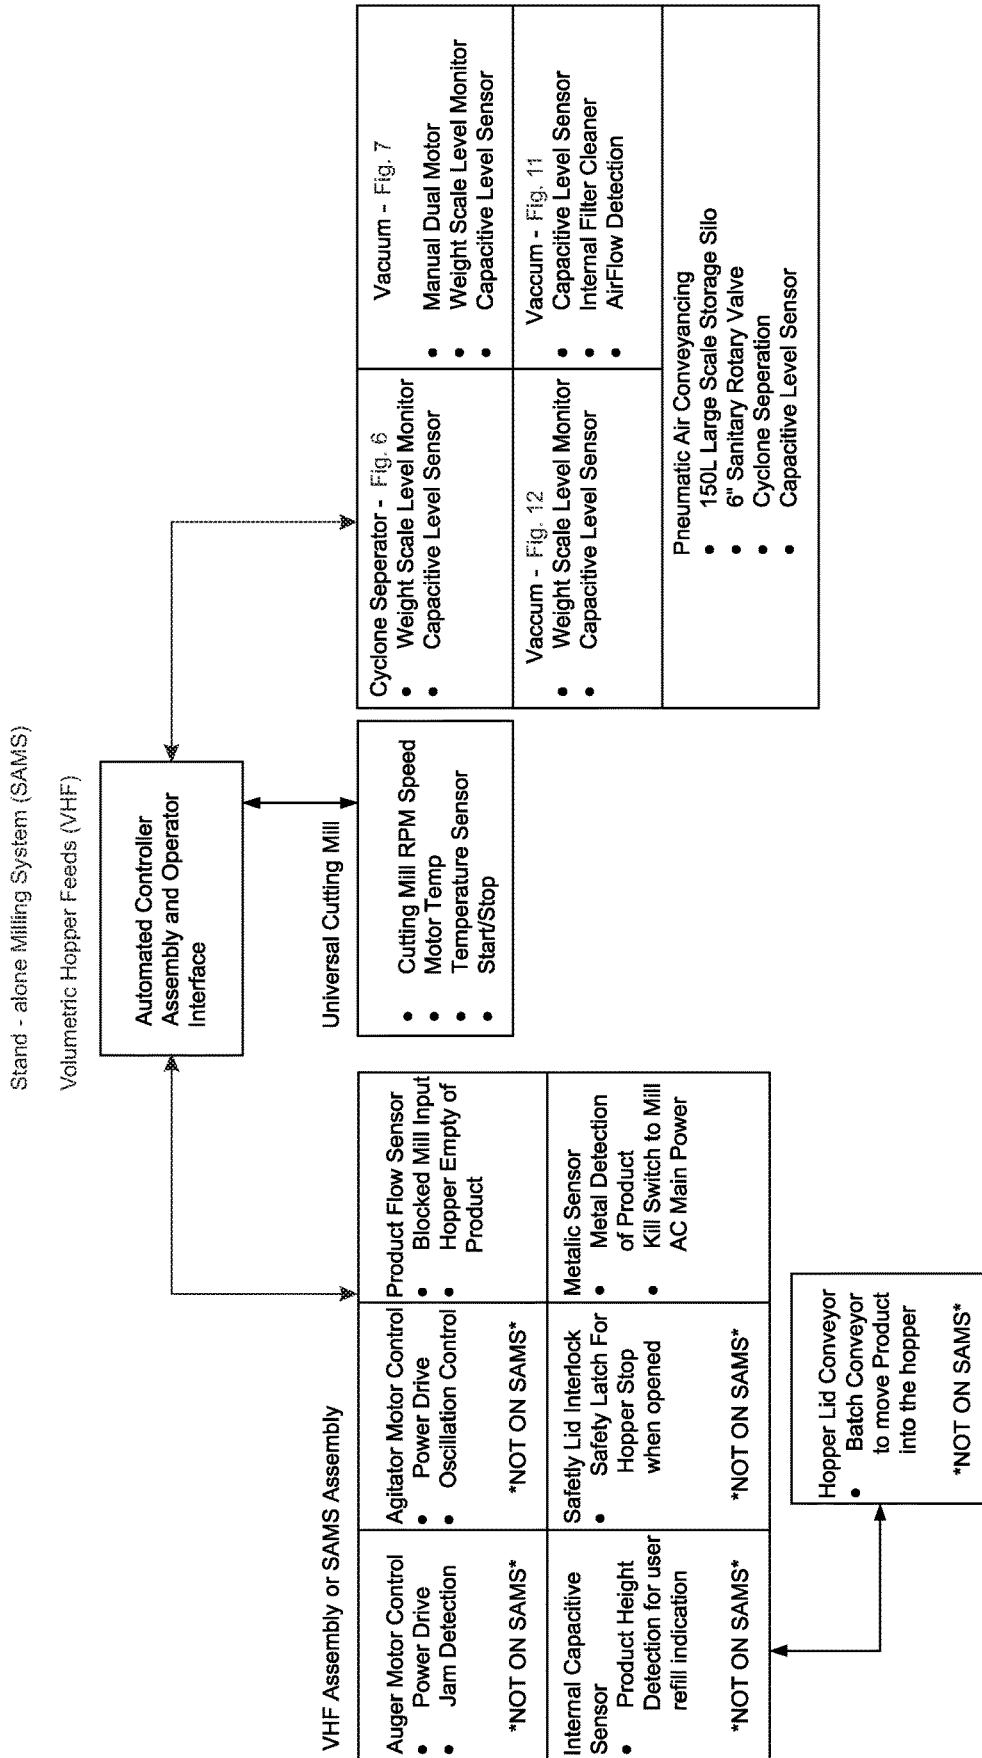 Stand - alone Milling System (SAMS)
Volumetric Hopper Feeds (VHF)
Automated Controller
Assembly and Operator
Interface
VHF Assembly or SAMS Assembly
Auger Motor Control
• Power Drive
• Jam Detection
*NOT ON SAMS*
Agitator Motor Control
• Power Drive
• Oscillation Control
*NOT ON SAMS*
Product Flow Sensor
• Blocked Mill Input
• Hopper Empty of
Product
Internal Capacitive
Sensor
• Product Height
Detection for user
refill indication
*NOT ON SAMS*
Safetly Lid Interlock
• Safety Latch For
Hopper Stop
when opened
*NOT ON SAMS*
Metalic Sensor
• Metal Detection
of Product
• Kill Switch to Mill
AC Main Power
Hopper Lid Conveyor
• Batch Conveyor
to move Product
into the hopper
*NOT ON SAMS*
Universal Cutting Mill
• Cutting Mill RPM Speed
• Motor Temp
• Temperature Sensor
• Start/Stop
Cyclone Seperator - Fig. 6
• Weight Scale Level Monitor
• Capacitive Level Sensor
Vacuum - Fig. 7
• Manual Dual Motor
• Weight Scale Level Monitor
• Capacitive Level Sensor
Vaccum - Fig. 12
• Weight Scale Level Monitor
• Capacitive Level Sensor
Vaccum - Fig. 11
• Capacitive Level Sensor
• Internal Filter Cleaner
• AirFlow Detection
Pneumatic Air Conveyancing
• 150L Large Scale Storage Silo
• 6" Sanitary Rotary Valve
• Cyclone Seperation
• Capacitive Level Sensor